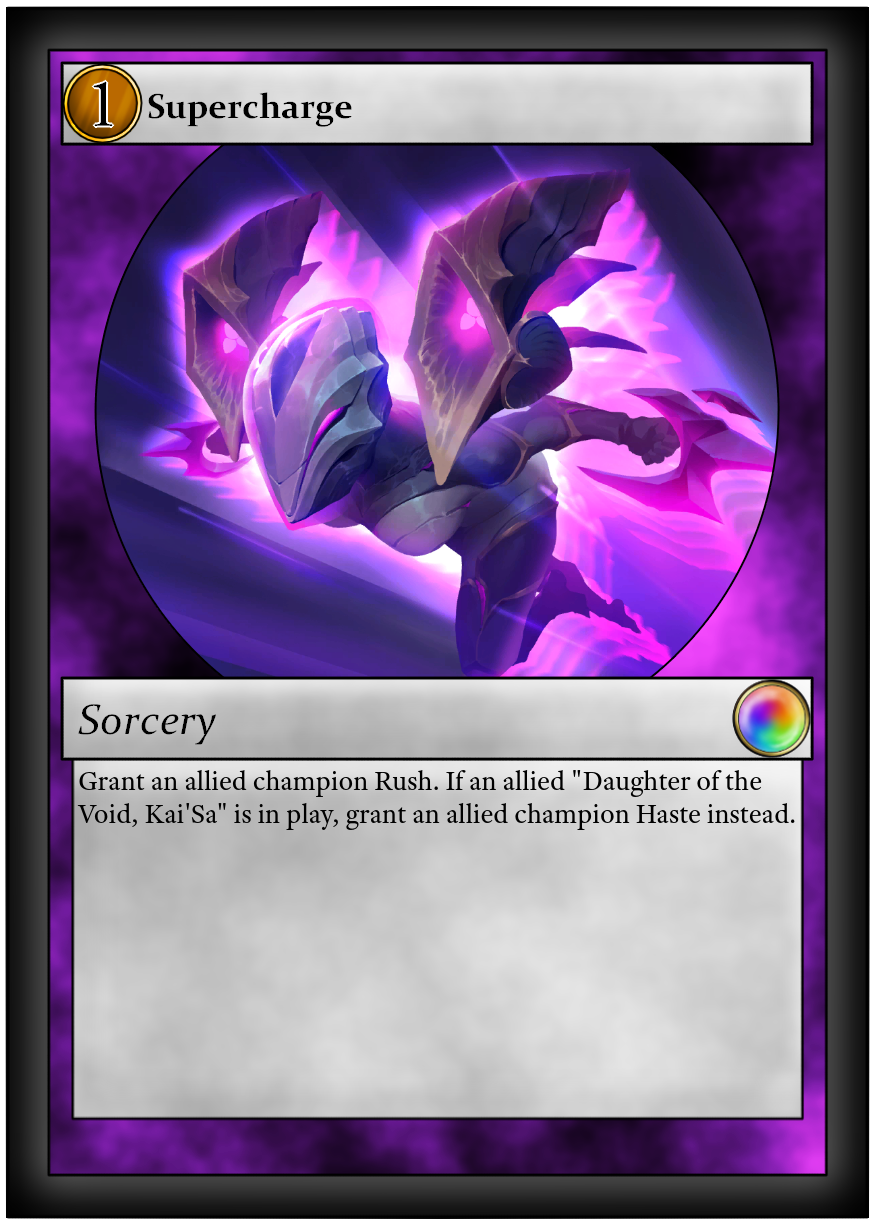 1
Supercharge
Sorcery
Grant an allied champion Rush. If an allied "Daughter of the
Void, Kai'Sa" is in play, grant an allied champion Haste instead.